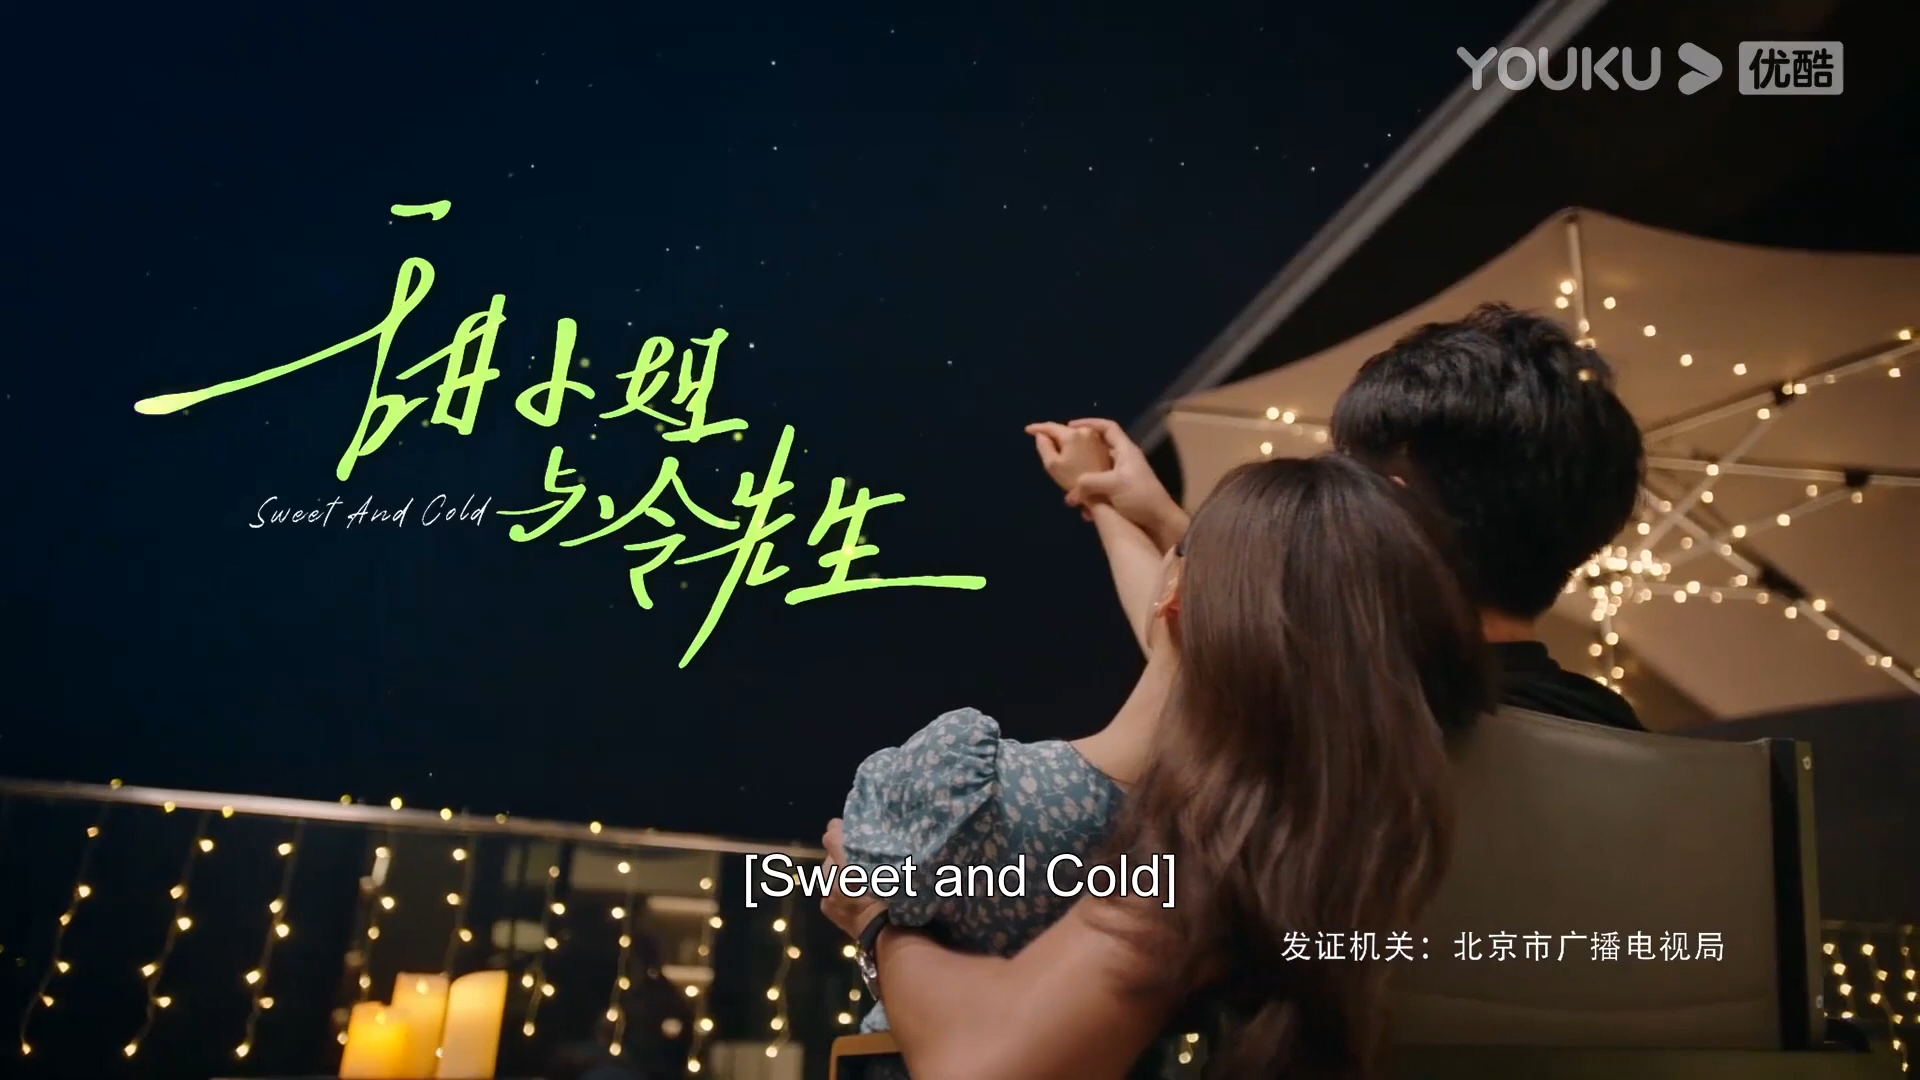 YOUKU 优酷
甜小姐
与冷先生
Sweet And Cold
[Sweet and Cold]
发证机关：北京市广播电视局